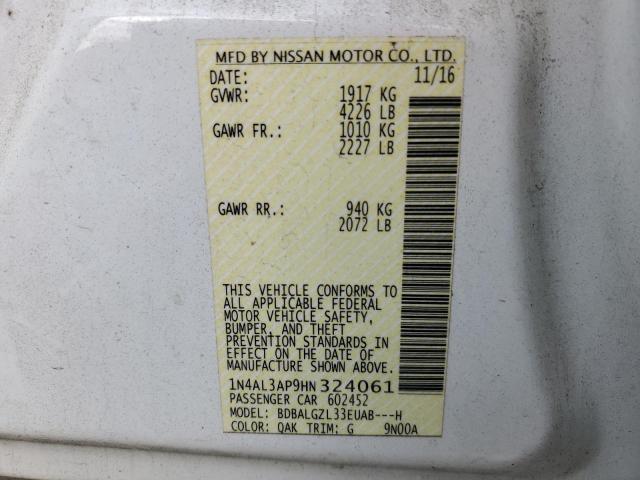 MFD BY NISSAN MOTOR CO., LTD.
DATE: 11/16
GVWR: 1917 KG
4226 LB
GAWR FR.: 1010 KG
2227 LB
GAWR RR.: 940 KG
2072 LB
THIS VEHICLE CONFORMS TO
ALL APPLICABLE FEDERAL
MOTOR VEHICLE SAFETY,
BUMPER, AND THEFT
PREVENTION STANDARDS IN
EFFECT ON THE DATE OF
MANUFACTURE SHOWN ABOVE.
1N4AL3AP9HN324061
PASSENGER CAR 602452
MODEL: BDBALGZL33EUAB---H
COLOR: QAK TRIM: G 9N00A